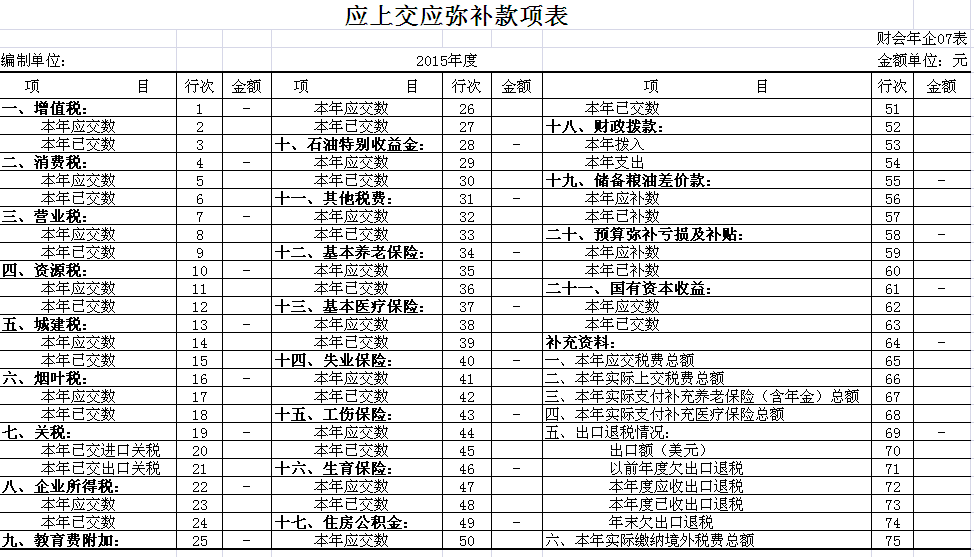 应上交应弥补款项表
财会年企07表
编制单位: 2015年度 金额单位: 元
项 目 行次 金额 项 目 行次 金额 项 目 行次 金额
一、增值税: 1 - 本年应交数 26 本年已交数 51
本年应交数 2 本年已交数 27 十八、财政拨款: 52
本年已交数 3 十、石油特别收益金: 28 - 本年拨入 53
二、消费税: 4 - 本年应交数 29 本年支出 54
本年应交数 5 本年已交数 30 十九、储备粮油差价款: 55 -
本年已交数 6 十一、其他税费: 31 - 本年应补数 56
三、营业税: 7 - 本年应交数 32 本年已补数 57
本年应交数 8 本年已交数 33 二十、预算弥补亏损及补贴: 58 -
本年已交数 9 十二、基本养老保险: 34 - 本年应补数 59
四、资源税: 10 - 本年应交数 35 本年已补数 60
本年应交数 11 本年已交数 36 二十一、国有资本收益: 61 -
本年已交数 12 十三、基本医疗保险: 37 - 本年应交数 62
五、城建税: 13 - 本年应交数 38 本年已交数 63
本年应交数 14 本年已交数 39 补充资料: 64 -
本年已交数 15 十四、失业保险: 40 - 一、本年应交税费总额 65
六、烟叶税: 16 - 本年应交数 41 二、本年实际上交税费总额 66
本年应交数 17 本年已交数 42 三、本年实际支付补充养老保险（含年金）总额 67
本年已交数 18 十五、工伤保险: 43 - 四、本年实际支付补充医疗保险总额 68
七、关税: 19 - 本年应交数 44 五、出口退税情况: 69 -
本年已交进口关税 20 本年已交数 45 出口额（美元） 70
本年已交出口关税 21 十六、生育保险: 46 - 以前年度欠出口退税 71
八、企业所得税: 22 - 本年应交数 47 本年度应收出口退税 72
本年应交数 23 本年已交数 48 本年度已收出口退税 73
本年已交数 24 十七、住房公积金: 49 - 年末欠出口退税 74
九、教育费附加: 25 - 本年应交数 50 六、本年实际缴纳境外税费总额 75